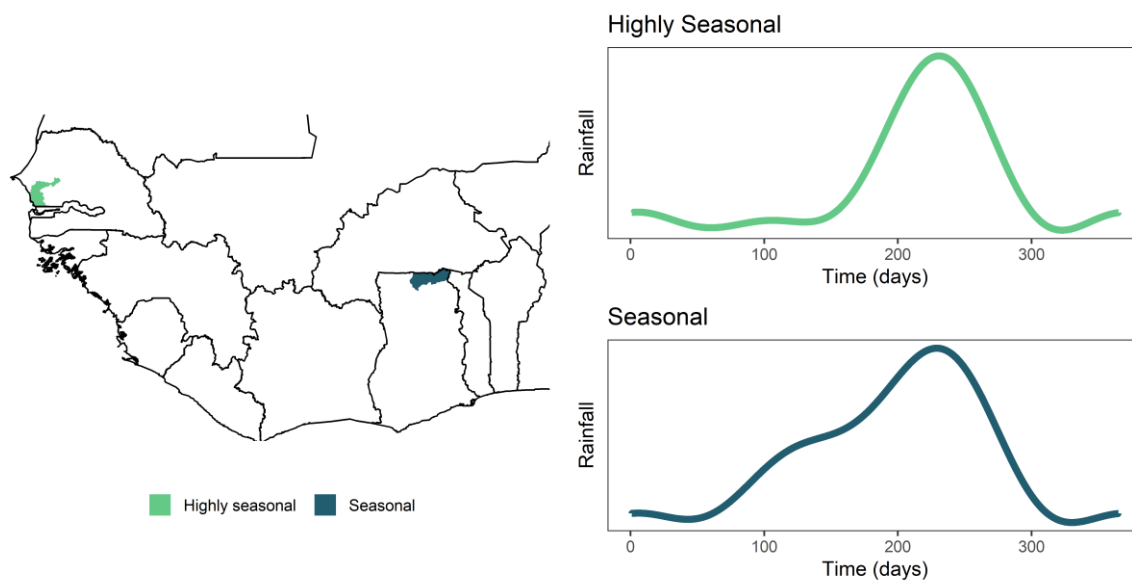 Highly Seasonal
Rainfall
0 100 200 300
Time (days)
Seasonal
Rainfall
0 100 200 300
Time (days)
Highly seasonal Seasonal